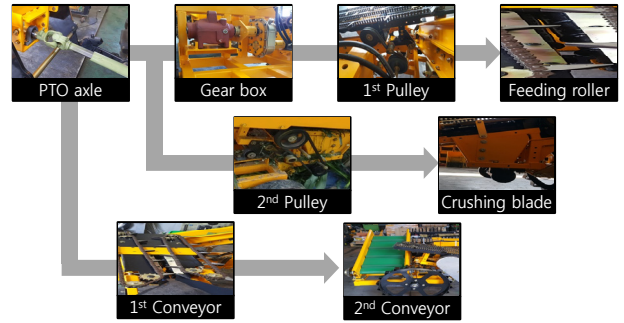 PTO axle
Gear box
1st Pulley
Feeding roller
2nd Pulley
Crushing blade
1st Conveyor
2nd Conveyor